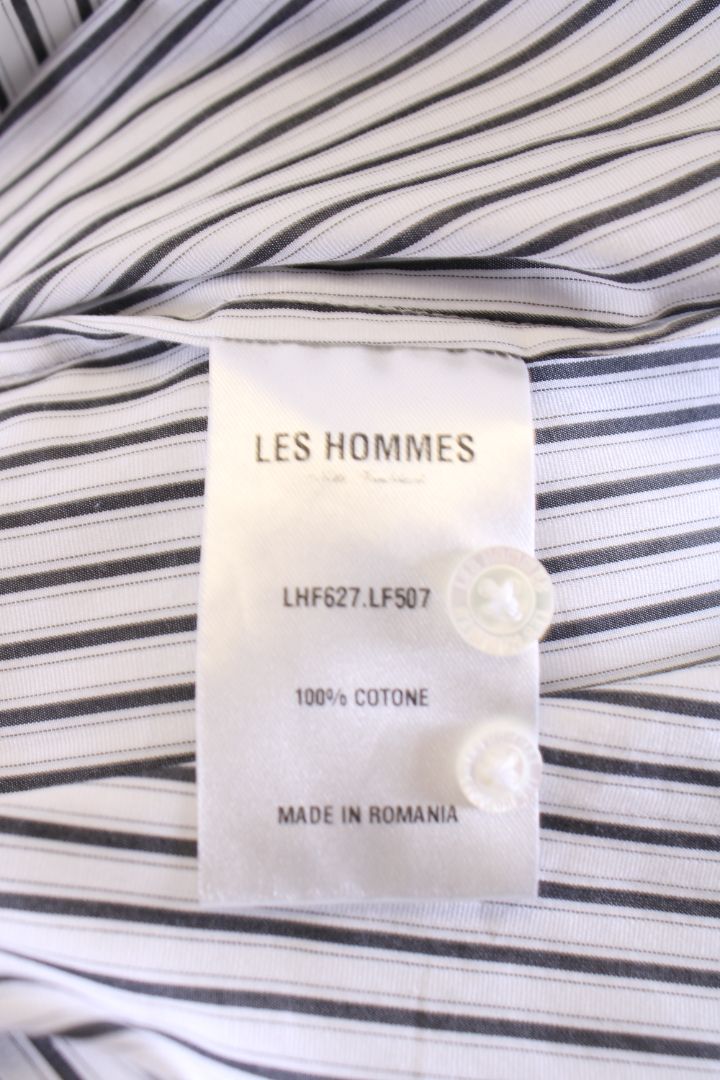 LES HOMMES
LHF627.LF507
100% COTONE
MADE IN ROMANIA